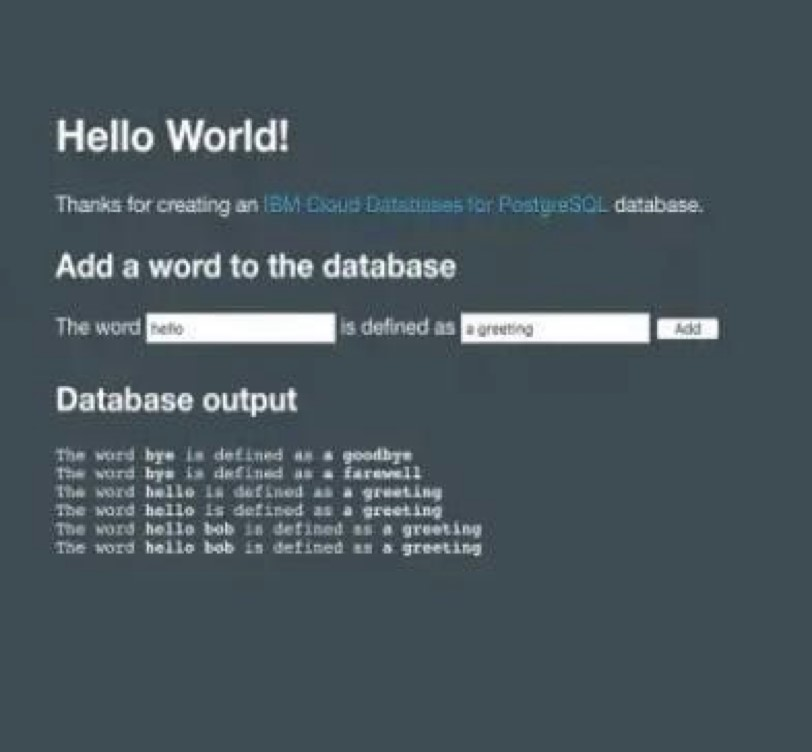 Hello World!
Thanks for creating an IBM Cloud Databases for PostgreSQL database.
Add a word to the database
The word hello is defined as a greeting Add
Database output
The word bye is defined as a goodbye
The word bye is defined as a farewell
The word hello is defined as a greeting
The word hello is defined as a greeting
The word hello bob is defined as a greeting
The word hello bob is defined as a greeting